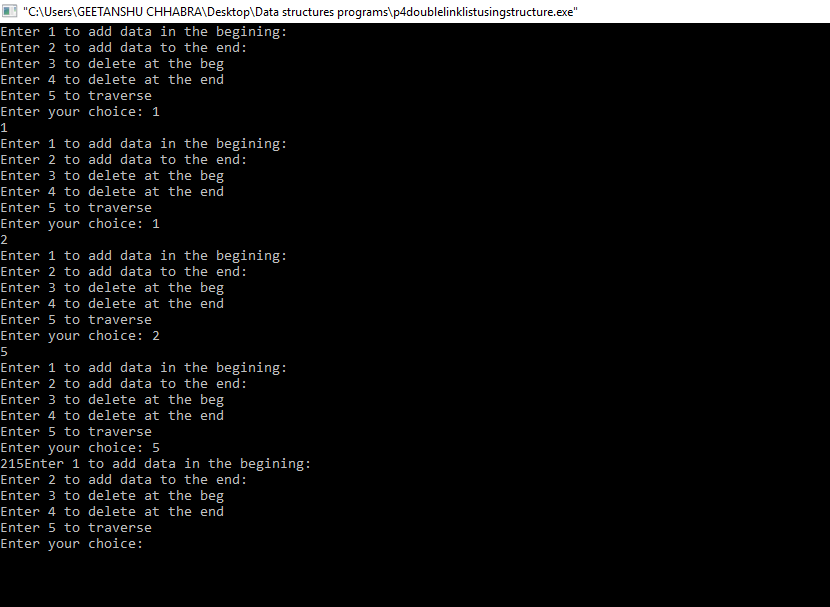 "C:\Users\GEETANSHU CHHABRA\Desktop\Data structures programs\p4doublelinklistusingstructure.exe"
Enter 1 to add data in the begining:
Enter 2 to add data to the end:
Enter 3 to delete at the beg
Enter 4 to delete at the end
Enter 5 to traverse
Enter your choice: 1
1
Enter 1 to add data in the begining:
Enter 2 to add data to the end:
Enter 3 to delete at the beg
Enter 4 to delete at the end
Enter 5 to traverse
Enter your choice: 1
2
Enter 1 to add data in the begining:
Enter 2 to add data to the end:
Enter 3 to delete at the beg
Enter 4 to delete at the end
Enter 5 to traverse
Enter your choice: 2
5
Enter 1 to add data in the begining:
Enter 2 to add data to the end:
Enter 3 to delete at the beg
Enter 4 to delete at the end
Enter 5 to traverse
Enter your choice: 5
215Enter 1 to add data in the begining:
Enter 2 to add data to the end:
Enter 3 to delete at the beg
Enter 4 to delete at the end
Enter 5 to traverse
Enter your choice: